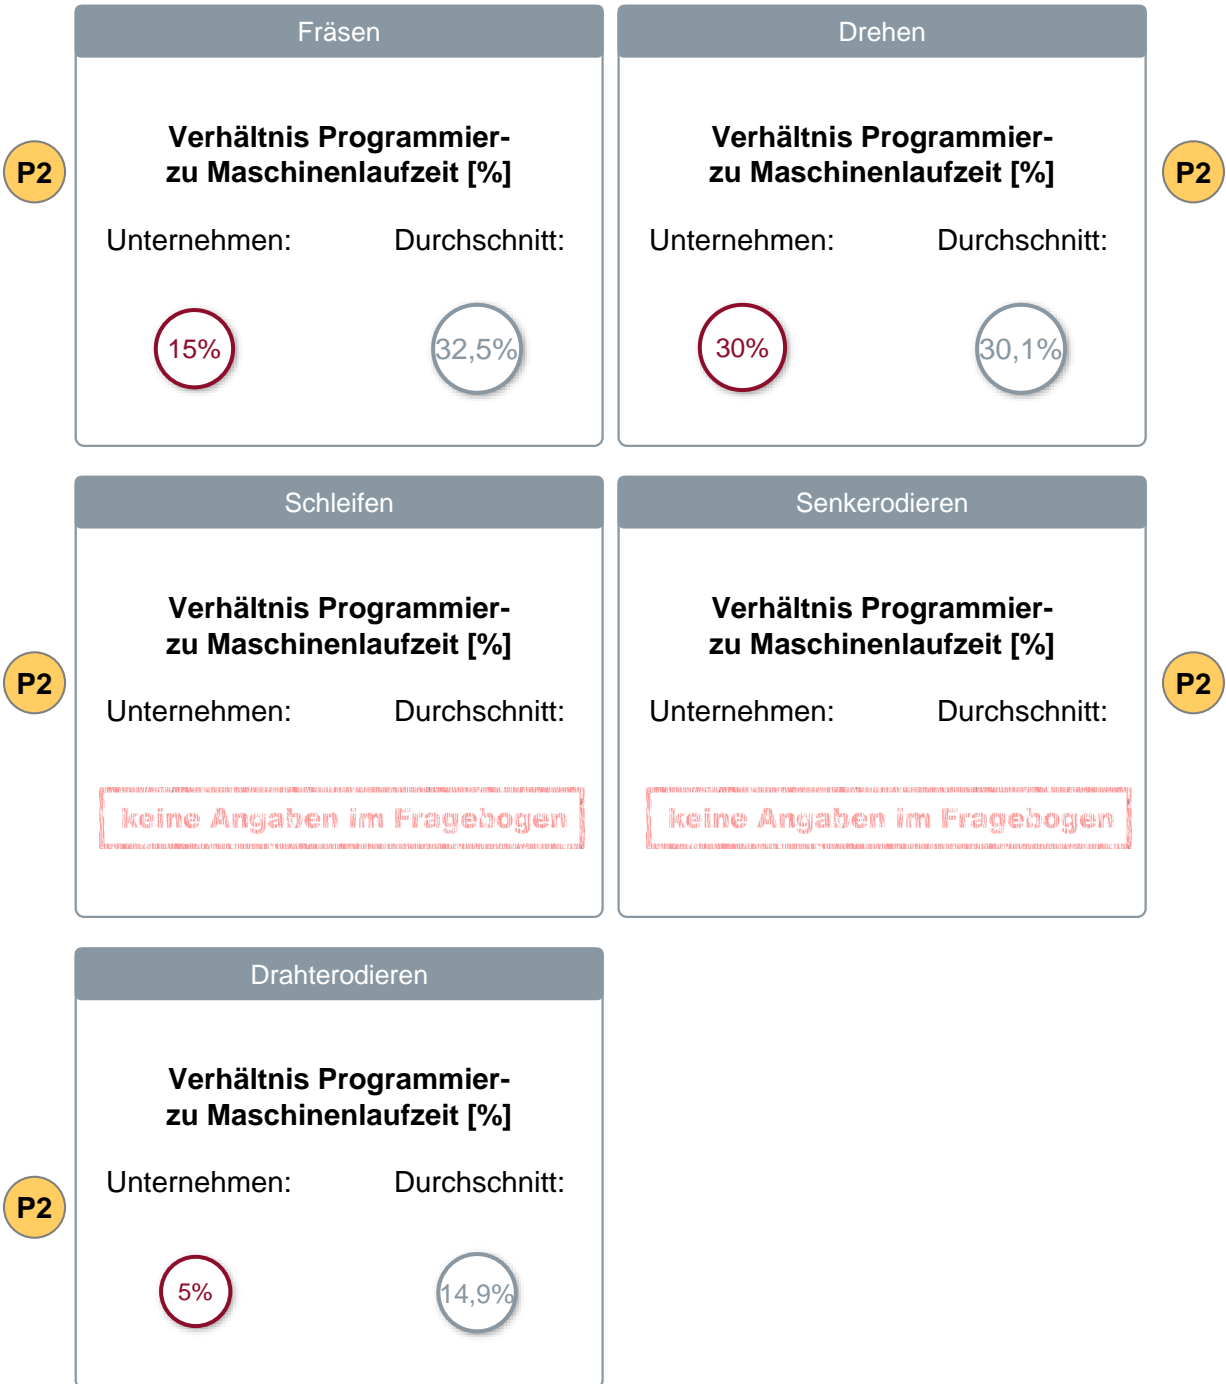 Fräsen
Verhältnis Programmier-
zu Maschinenlaufzeit [%]
P2
Unternehmen: Durchschnitt:
15% 32,5%
Drehen
Verhältnis Programmier-
zu Maschinenlaufzeit [%]
P2
Unternehmen: Durchschnitt:
30% 30,1%
Schleifen
Verhältnis Programmier-
zu Maschinenlaufzeit [%]
P2
Unternehmen: Durchschnitt:
keine Angaben im Fragebogen
Senkerodieren
Verhältnis Programmier-
zu Maschinenlaufzeit [%]
P2
Unternehmen: Durchschnitt:
keine Angaben im Fragebogen
Drahterodieren
Verhältnis Programmier-
zu Maschinenlaufzeit [%]
P2
Unternehmen: Durchschnitt:
5% 14,9%